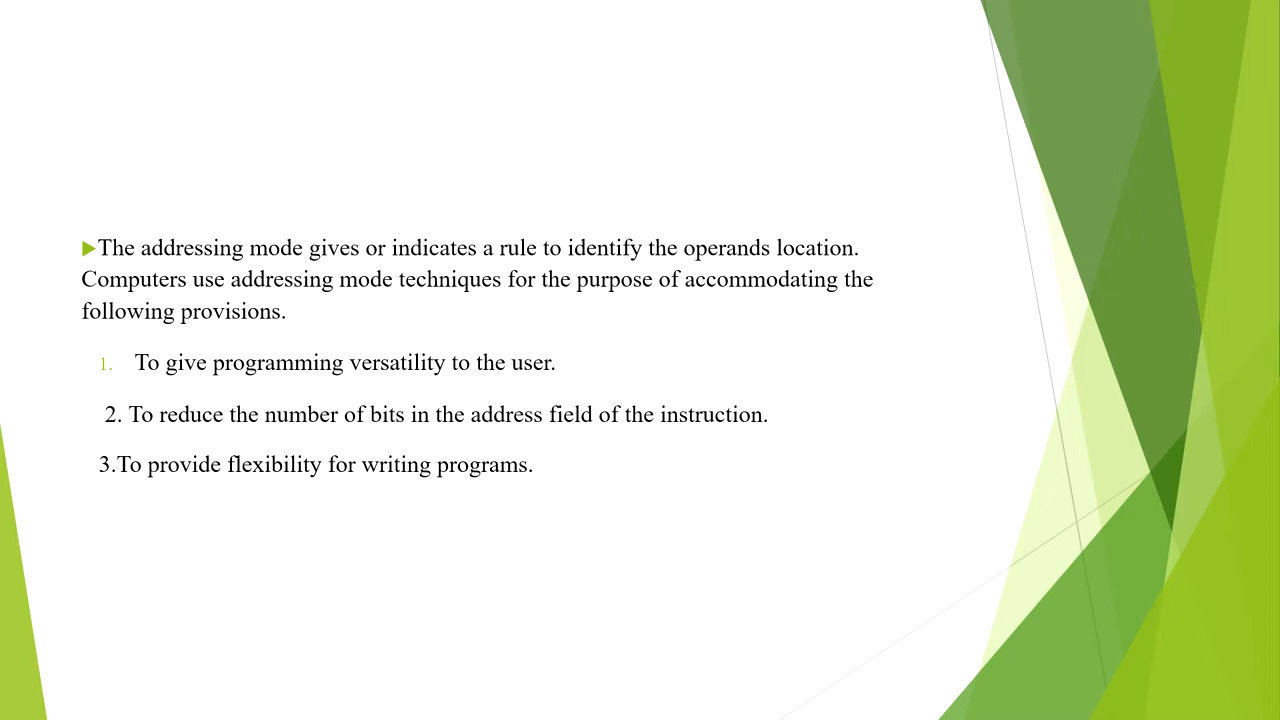 The addressing mode gives or indicates a rule to identify the operands location.
Computers use addressing mode techniques for the purpose of accommodating the
following provisions.
1. To give programming versatility to the user.
2. To reduce the number of bits in the address field of the instruction.
3.To provide flexibility for writing programs.